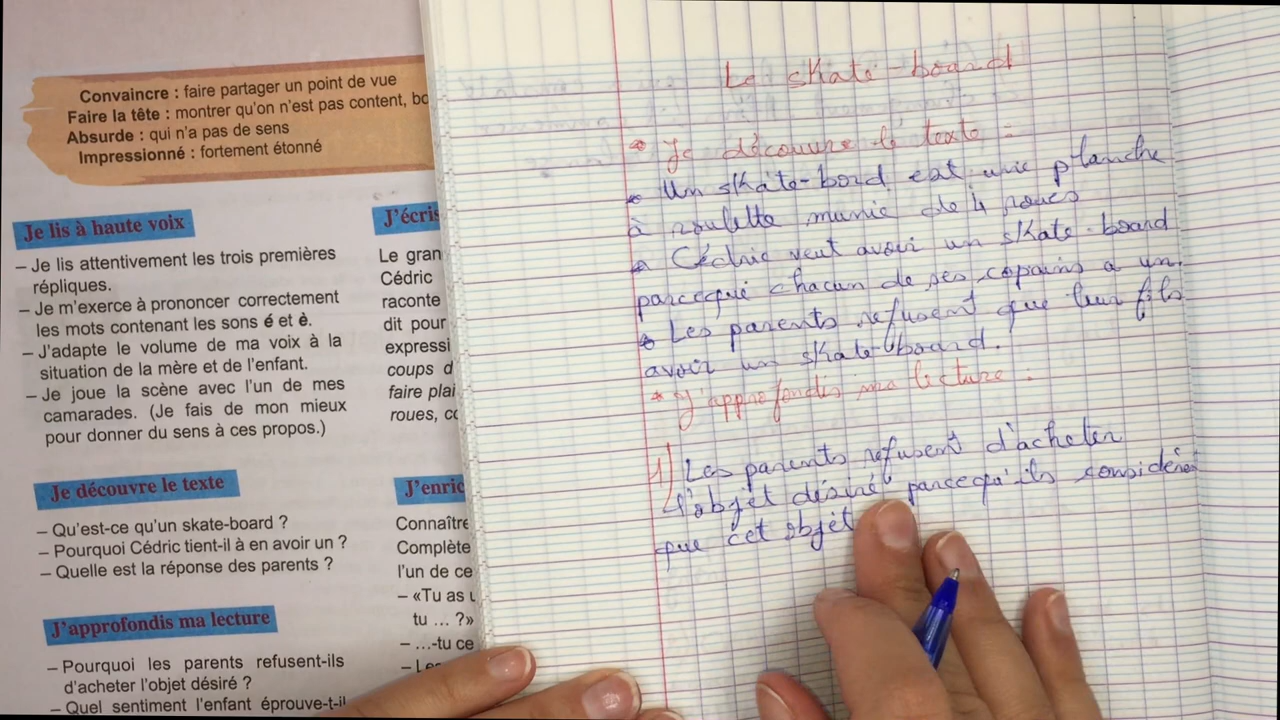 Convaincre : faire partager un point de vue
Faire la tête : montrer qu'on n'est pas content, bo
Absurde : qui n'a pas de sens
Impressionné : fortement étonné
Je lis à haute voix
– Je lis attentivement les trois premières
répliques.
– Je m'exerce à prononcer correctement
les mots contenant les sons é et è.
– J'adapte le volume de ma voix à la
situation de la mère et de l'enfant.
– Je joue la scène avec l'un de mes
camarades. (Je fais de mon mieux
pour donner du sens à ces propos.)
Je découvre le texte
– Qu'est-ce qu'un skate-board ?
– Pourquoi Cédric tient-il à en avoir un ?
– Quelle est la réponse des parents ?
J'approfondis ma lecture
– Pourquoi les parents refusent-ils
d'acheter l'objet désiré ?
– Quel sentiment l'enfant éprouve-t-il
J'écris
Le gran
Cédric
raconte
dit pour
expressi
coups d
faire plai
roues, co
J'enric
Connaître
Complète
l'un de ce
– «Tu as u
tu ... ?»
– ...-tu ce
– Les
Le skate-board
* Je découvre le texte :
Un skate-bord est une planche
à roulette munie de 4 roues
Cédric veut avoir un skate-board
parceque chacun de ses copains a un.
Les parents refusent que leur fils
avoir un skate-board.
* J'approfondis ma lecture :
1) Les parents refusent d'acheter
l'objet désiré parcequ'ils considèrent
que cet objet